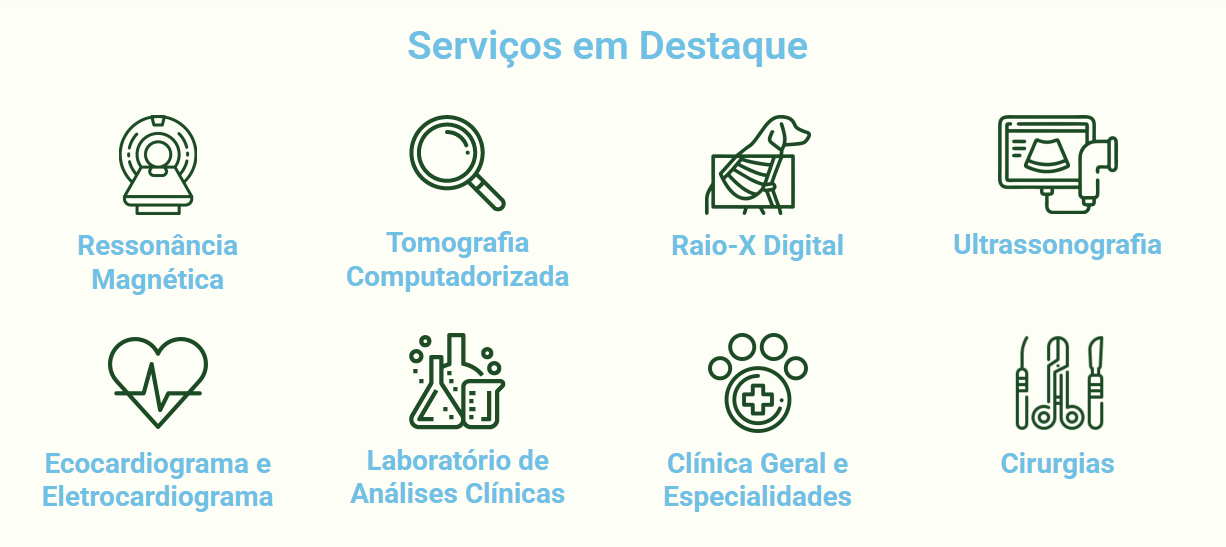 Serviços em Destaque
Ressonância
Magnética
Tomografia
Computadorizada
Raio-X Digital
Ultrassonografia
Ecocardiograma e
Eletrocardiograma
Laboratório de
Análises Clínicas
Clínica Geral e
Especialidades
Cirurgias